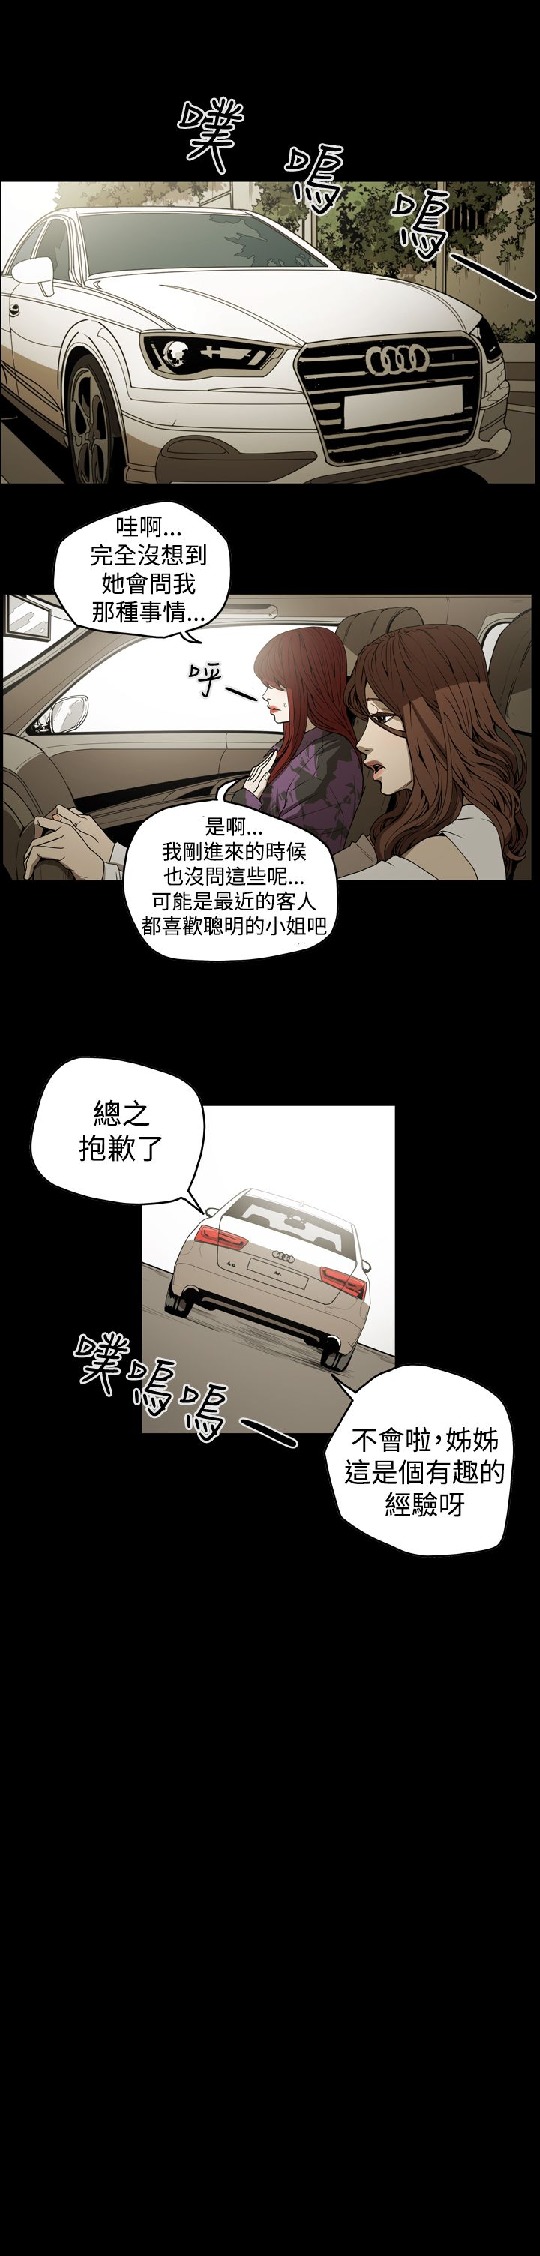 噗
嗚
嗚
哇啊...
完全沒想到
她會問我
那種事情...
呼
是啊...
我剛進來的時候
也沒問這些呢...
可能是最近的客人
都喜歡聰明的小姐吧
總之
抱歉了
噗嗚嗚
不會啦，姊姊
這是個有趣的
經驗呀